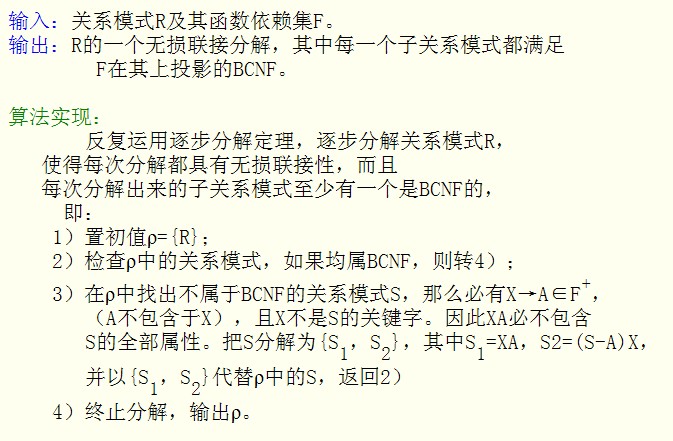 输入：关系模式R及其函数依赖集F。
输出：R的一个无损联接分解，其中每一个子关系模式都满足
F在其上投影的BCNF。
算法实现：
反复运用逐步分解定理，逐步分解关系模式R，
使得每次分解都具有无损联接性，而且
每次分解出来的子关系模式至少有一个是BCNF的，
即：
1）置初值ρ={R}；
2）检查ρ中的关系模式，如果均属BCNF，则转4）；
3）在ρ中找出不属于BCNF的关系模式S，那么必有X→A∈F⁺，
（A不包含于X），且X不是S的关键字。因此XA必不包含
S的全部属性。把S分解为{S₁，S₂}，其中S₁=XA，S2=(S-A)X，
并以{S₁，S₂}代替ρ中的S，返回2）
4）终止分解，输出ρ。